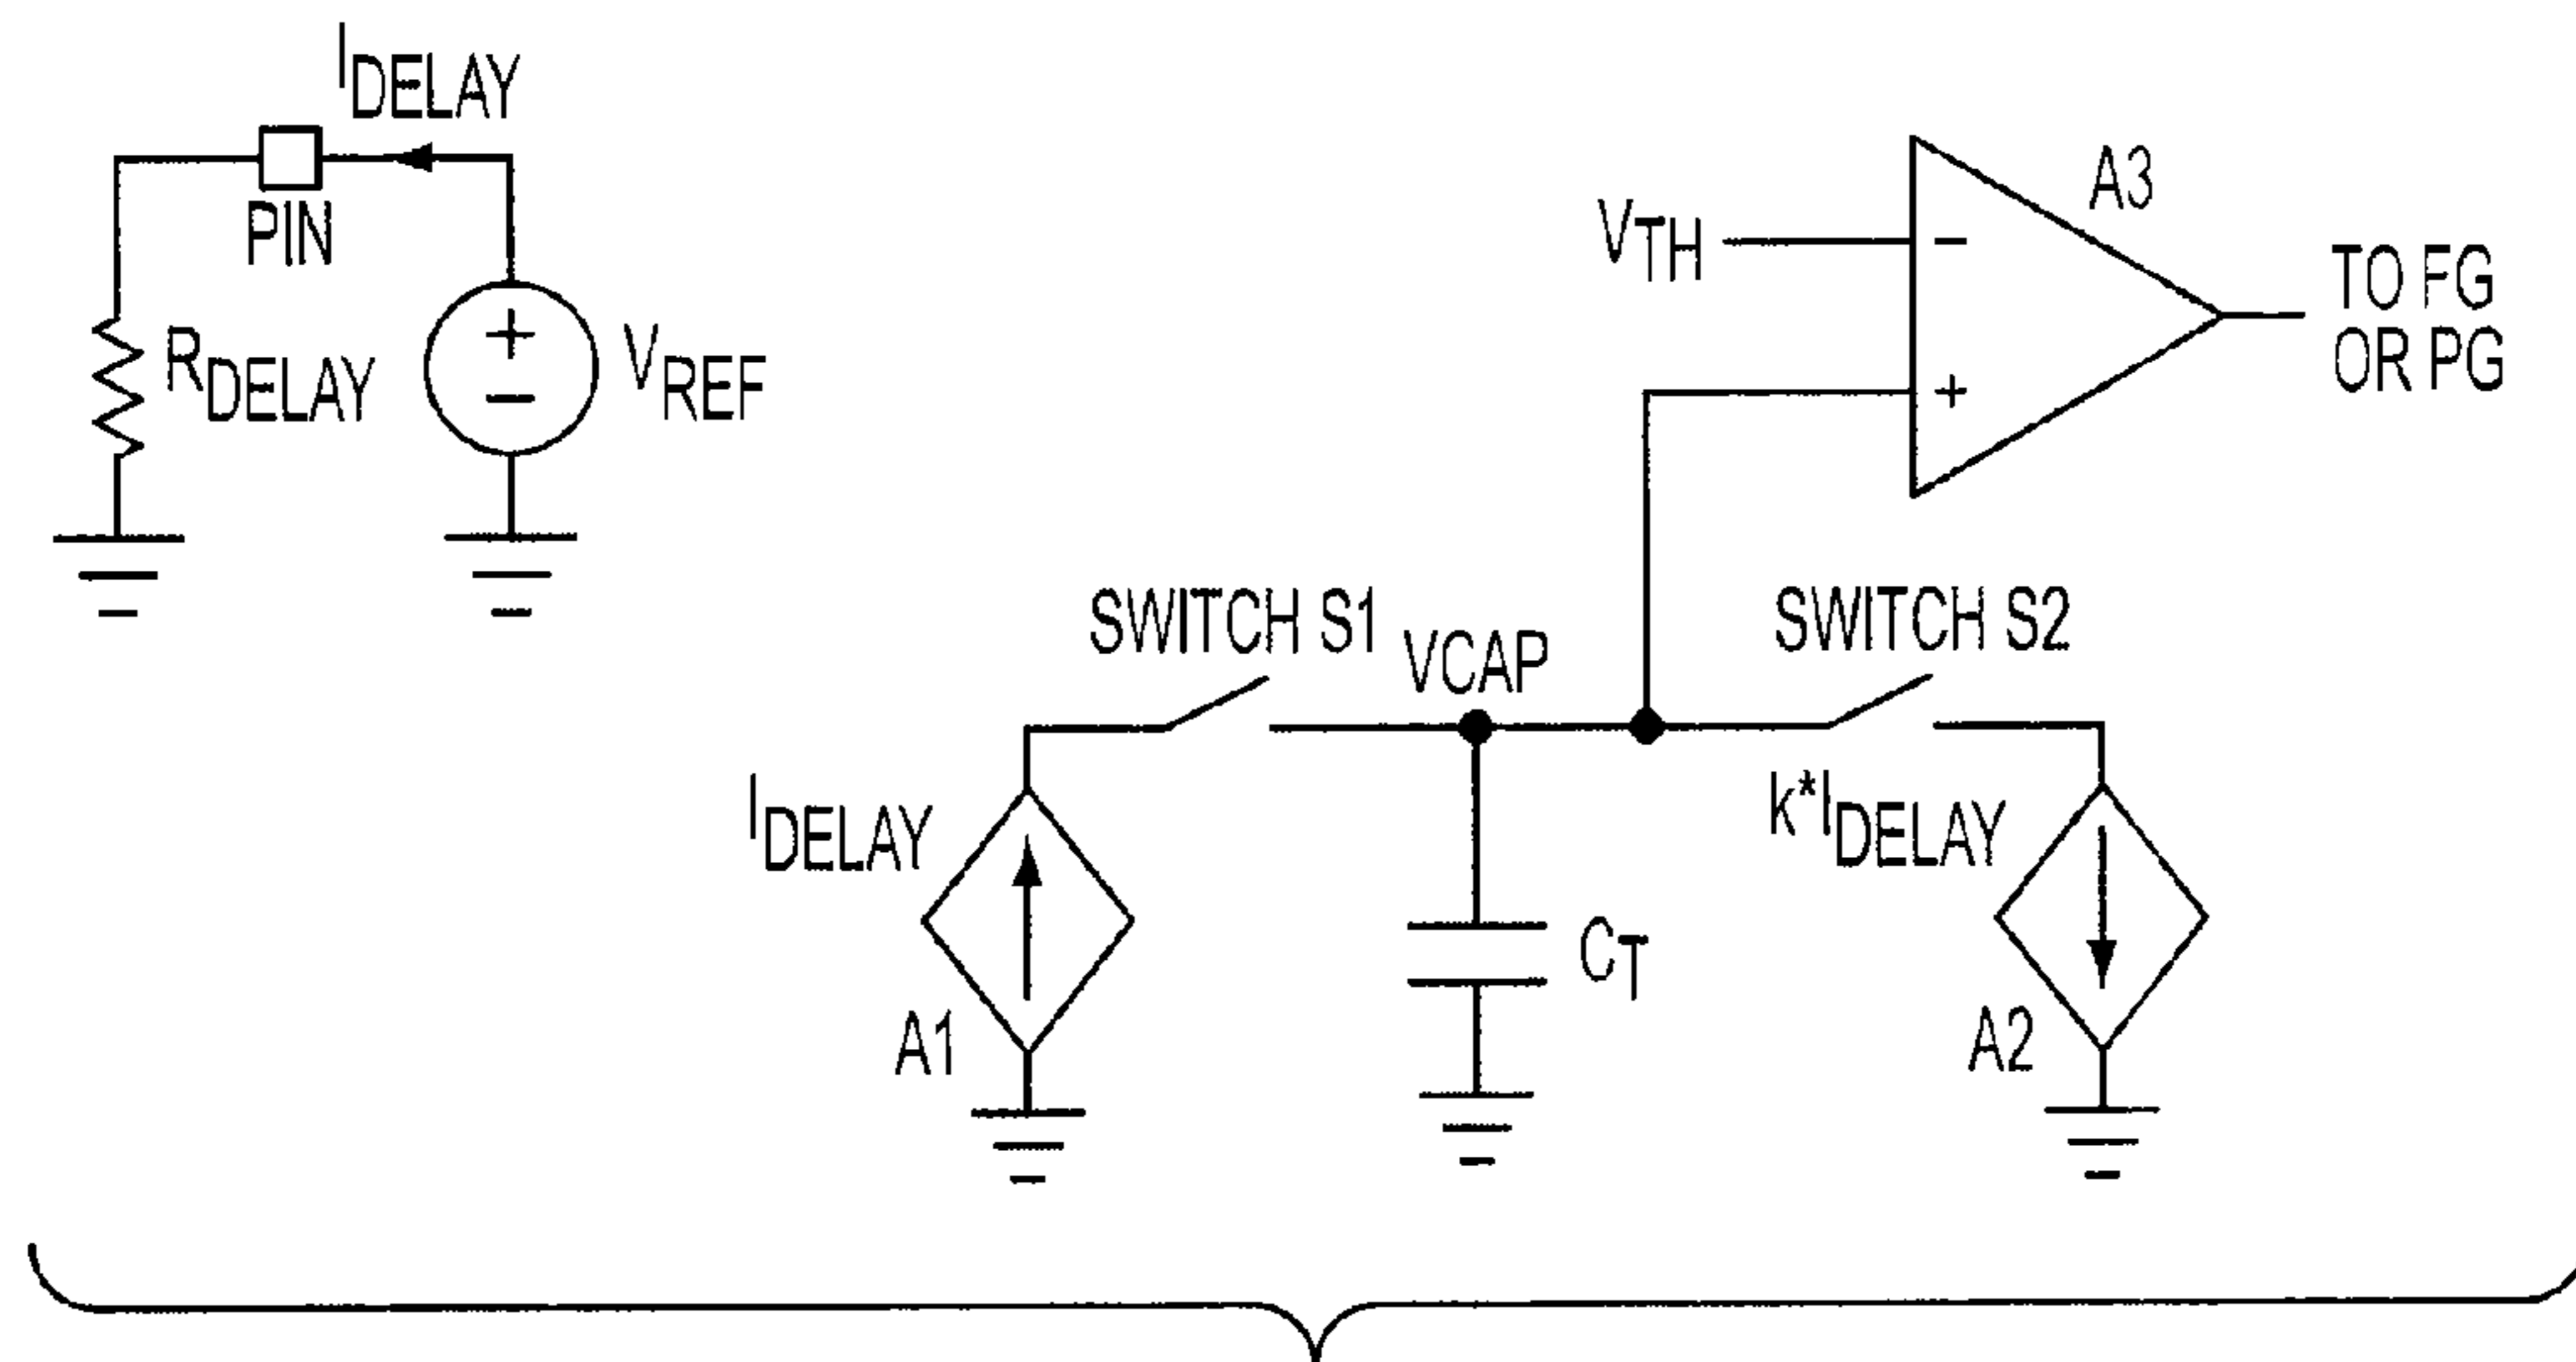 IDELAY
PIN
RDELAY
VREF
+
−
VTH
−
+
A3
TO FG
OR PG
SWITCH S1
VCAP
SWITCH S2
IDELAY
k*IDELAY
CT
A1
A2